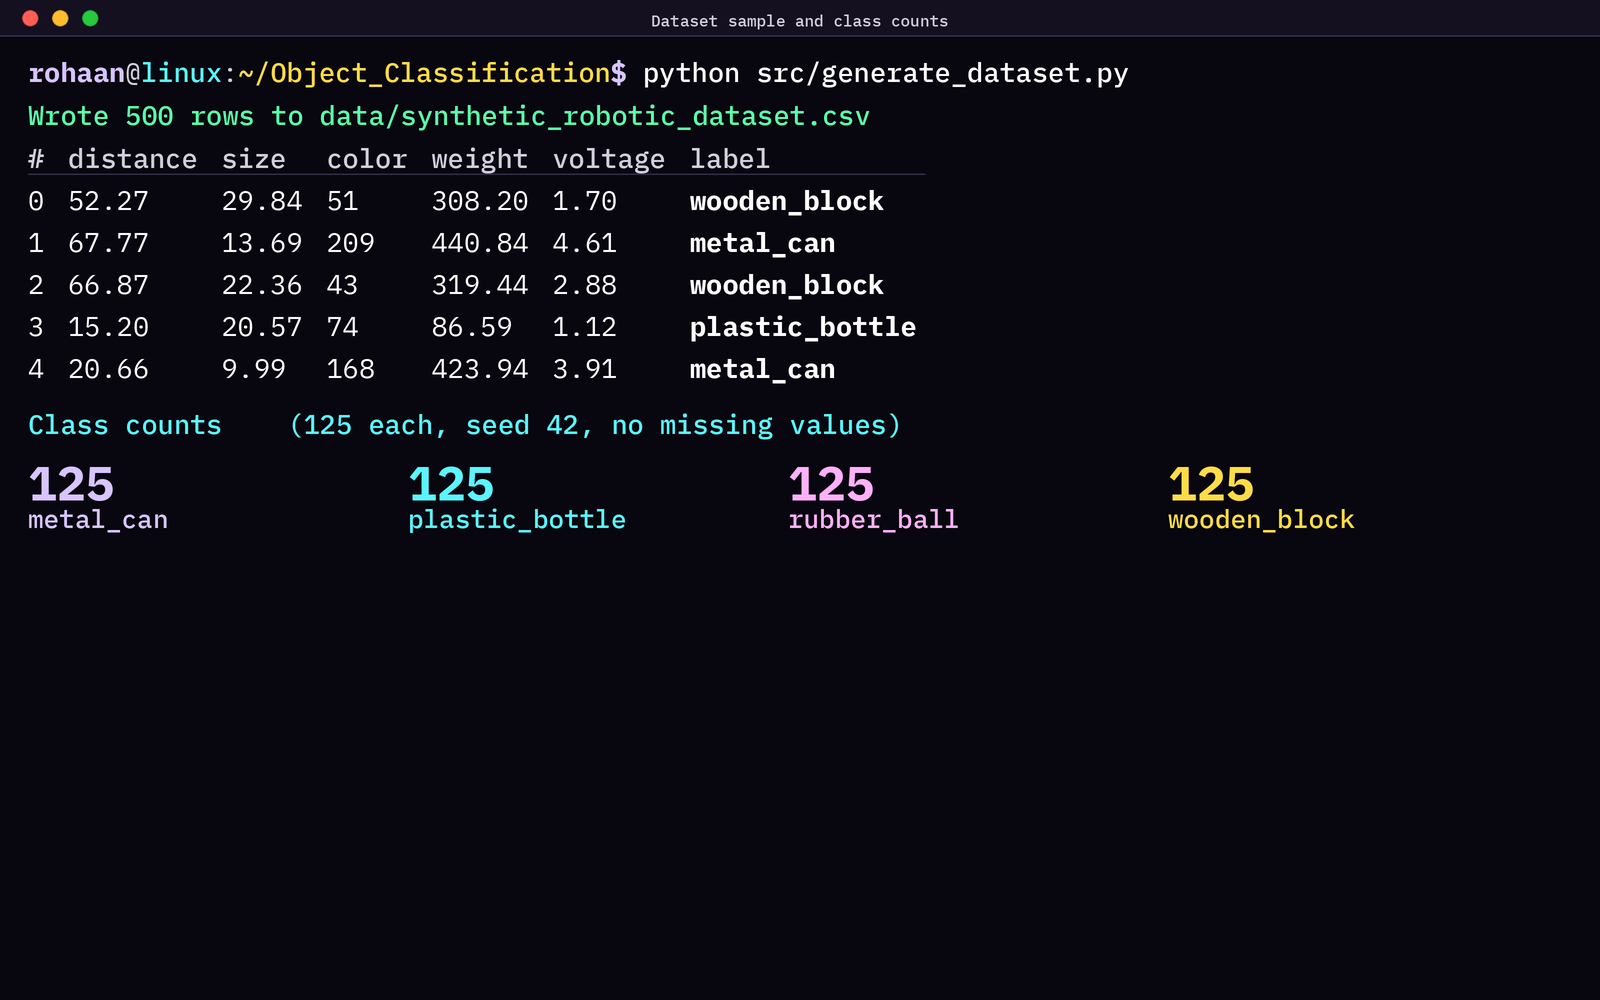 Dataset sample and class counts
rohaan@linux:~/Object_Classification$ python src/generate_dataset.py
Wrote 500 rows to data/synthetic_robotic_dataset.csv
# distance size color weight voltage label
0 52.27 29.84 51 308.20 1.70 wooden_block
1 67.77 13.69 209 440.84 4.61 metal_can
2 66.87 22.36 43 319.44 2.88 wooden_block
3 15.20 20.57 74 86.59 1.12 plastic_bottle
4 20.66 9.99 168 423.94 3.91 metal_can
Class counts (125 each, seed 42, no missing values)
125 125 125 125
metal_can plastic_bottle rubber_ball wooden_block